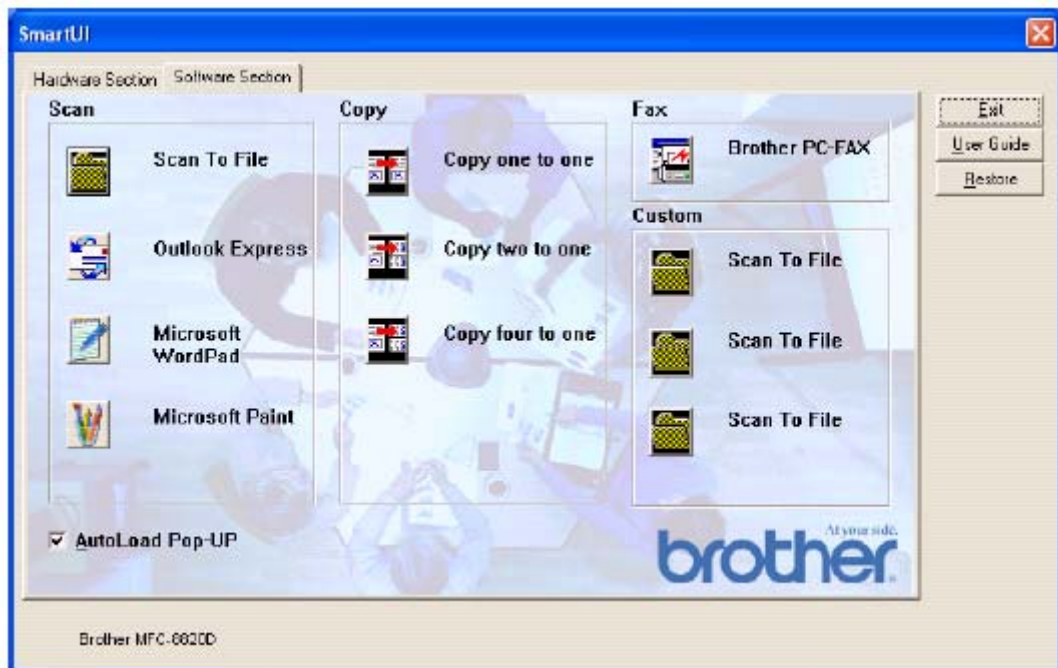 SmartUI
Hardware Section
Software Section
Scan
Scan To File
Outlook Express
Microsoft
WordPad
Microsoft Paint
AutoLoad Pop-UP
Copy
Copy one to one
Copy two to one
Copy four to one
Fax
Brother PC-FAX
Custom
Scan To File
Scan To File
Scan To File
At your side.
brother
Exit
User Guide
Restore
Brother MFC-8820D